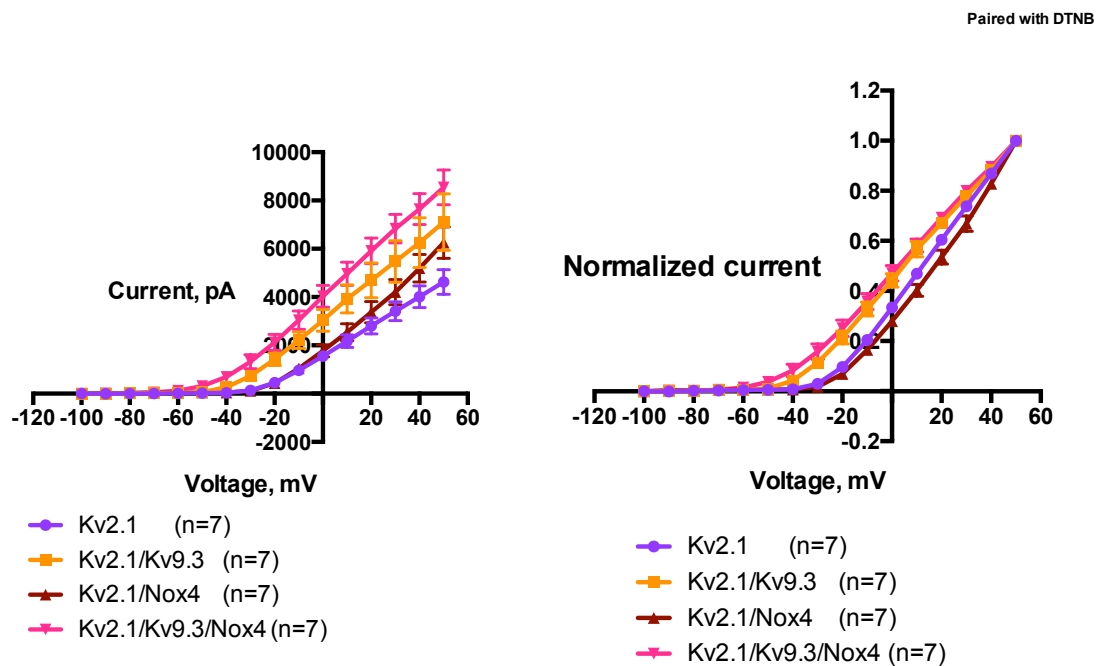 Paired with DTNB
10000
8000
6000
4000
2000
-2000
Current, pA
-120 -100 -80 -60 -40 -20 20 40 60
Voltage, mV
Kv2.1 (n=7)
Kv2.1/Kv9.3 (n=7)
Kv2.1/Nox4 (n=7)
Kv2.1/Kv9.3/Nox4 (n=7)
1.2
1.0
0.8
0.6
0.4
0.2
-0.2
Normalized current
-120 -100 -80 -60 -40 -20 20 40 60
Voltage, mV
Kv2.1 (n=7)
Kv2.1/Kv9.3 (n=7)
Kv2.1/Nox4 (n=7)
Kv2.1/Kv9.3/Nox4 (n=7)